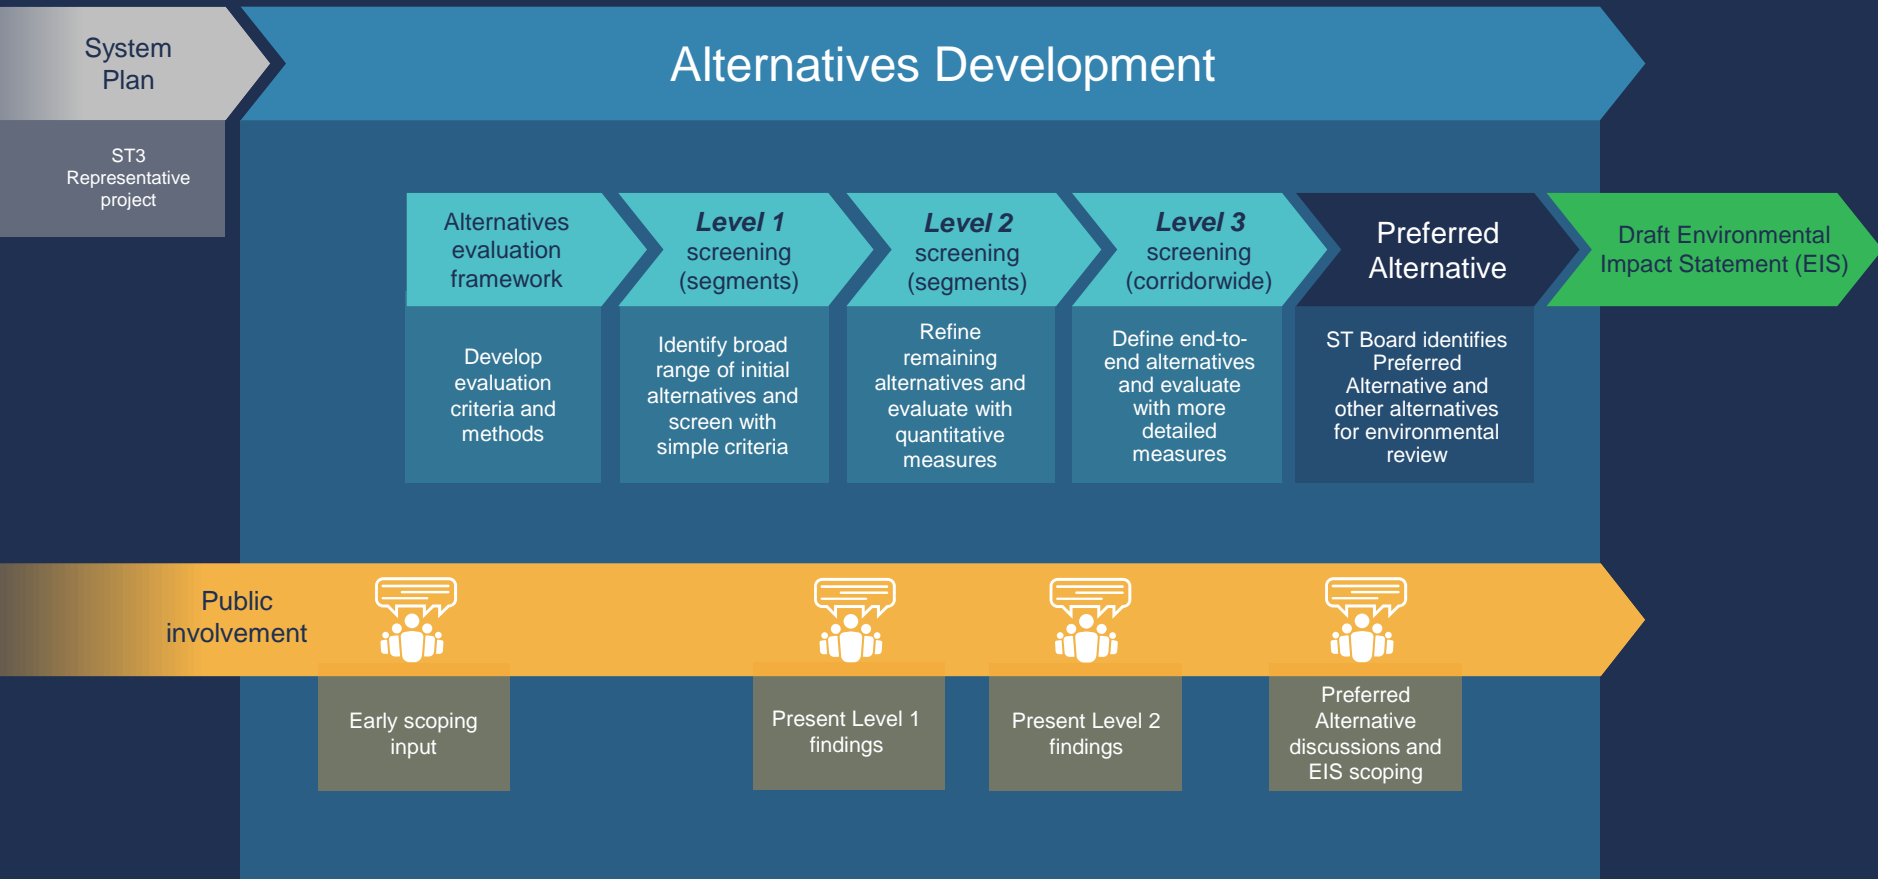 System
Plan
Alternatives Development
ST3
Representative
project
Alternatives
evaluation
framework
Develop
evaluation
criteria and
methods
Level 1
screening
(segments)
Identify broad
range of initial
alternatives and
screen with
simple criteria
Level 2
screening
(segments)
Refine
remaining
alternatives and
evaluate with
quantitative
measures
Level 3
screening
(corridorwide)
Define end-to-
end alternatives
and evaluate
with more
detailed
measures
Preferred
Alternative
ST Board identifies
Preferred
Alternative and
other alternatives
for environmental
review
Draft Environmental
Impact Statement (EIS)
Public
involvement
Early scoping
input
Present Level 1
findings
Present Level 2
findings
Preferred
Alternative
discussions and
EIS scoping